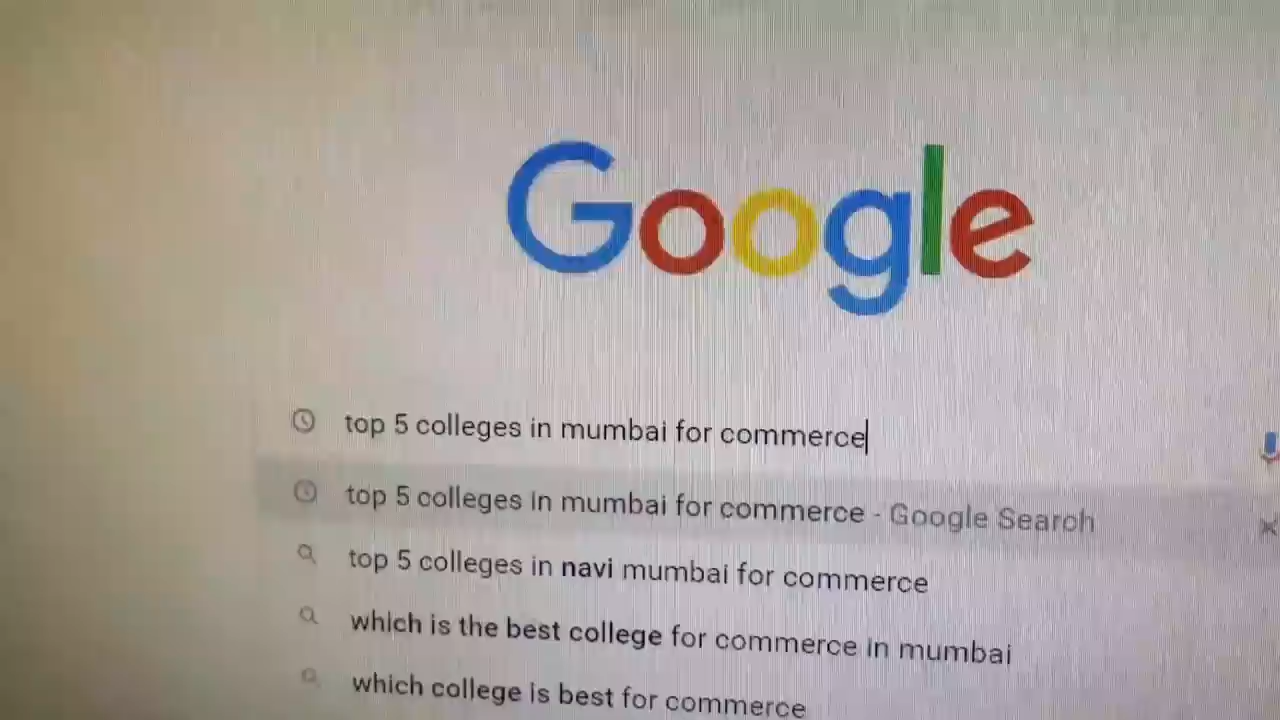 Google
top 5 colleges in mumbai for commerce
top 5 colleges in mumbai for commerce - Google Search
top 5 colleges in navi mumbai for commerce
which is the best college for commerce in mumbai
which college is best for commerce